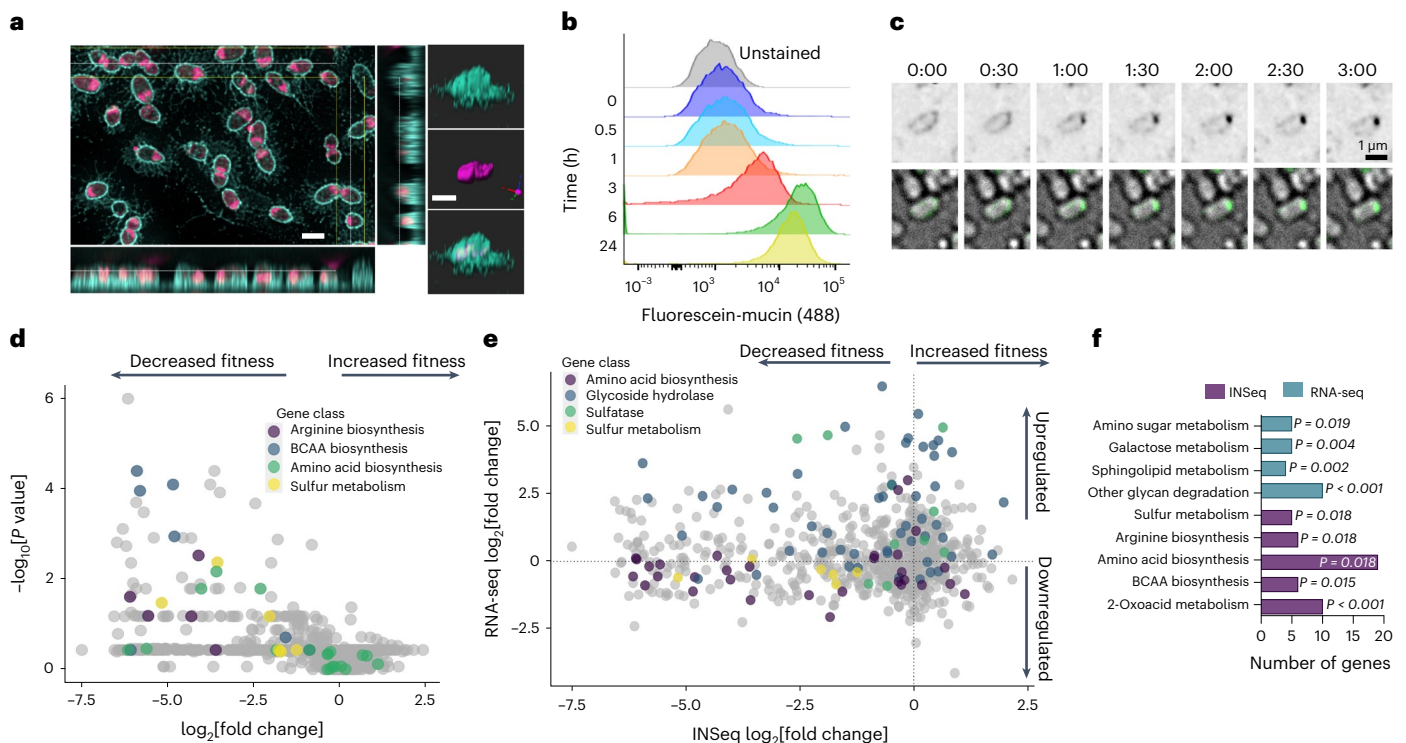 a
b
Unstained
0
0.5
1
3
6
24
Time (h)
10⁻³
10³
10⁴
10⁵
Fluorescein-mucin (488)
c
0:00
0:30
1:00
1:30
2:00
2:30
3:00
1 µm
d
Decreased fitness
Increased fitness
Gene class
Arginine biosynthesis
BCAA biosynthesis
Amino acid biosynthesis
Sulfur metabolism
6
4
2
0
−log₁₀[P value]
−7.5
−5.0
−2.5
0
2.5
log₂[fold change]
e
Decreased fitness
Increased fitness
Gene class
Amino acid biosynthesis
Glycoside hydrolase
Sulfatase
Sulfur metabolism
Upregulated
Downregulated
5.0
2.5
0
−2.5
RNA-seq log₂[fold change]
−7.5
−5.0
−2.5
0
2.5
INSeq log₂[fold change]
f
INSeq
RNA-seq
Amino sugar metabolism
P = 0.019
Galactose metabolism
P = 0.004
Sphingolipid metabolism
P = 0.002
Other glycan degradation
P < 0.001
Sulfur metabolism
P = 0.018
Arginine biosynthesis
P = 0.018
Amino acid biosynthesis
P = 0.018
BCAA biosynthesis
P = 0.015
2-Oxoacid metabolism
P < 0.001
0
5
10
15
20
Number of genes